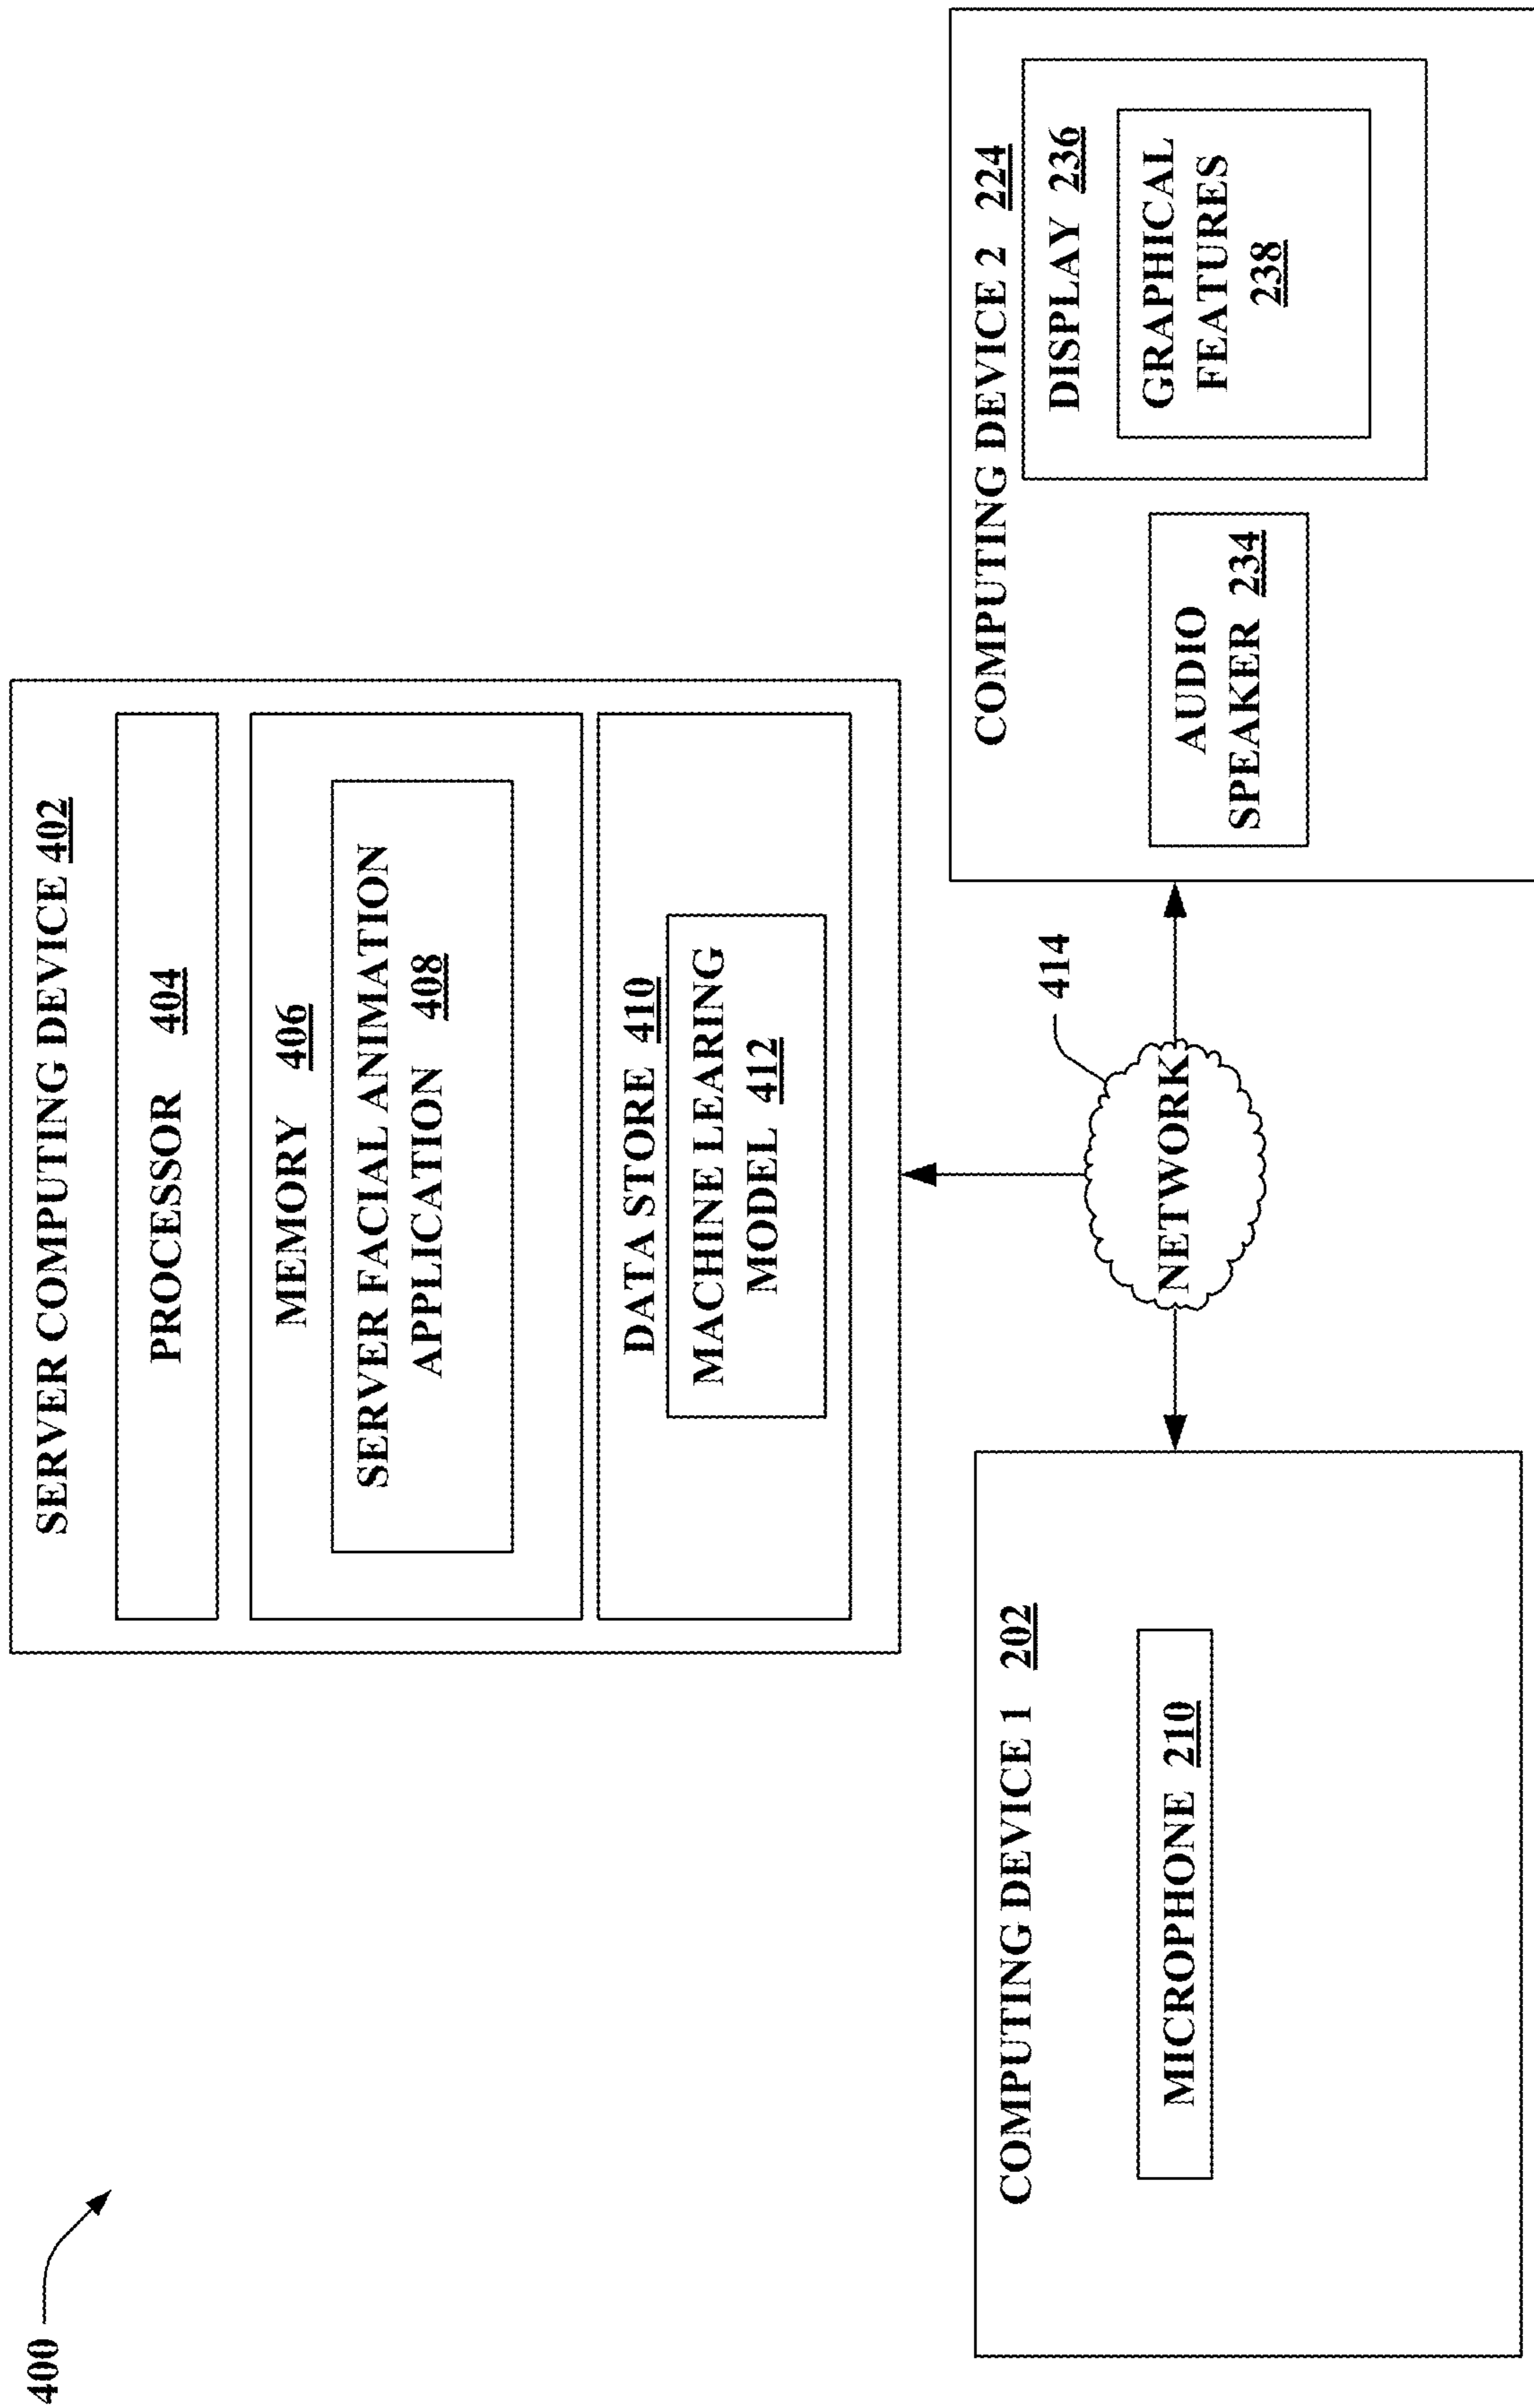 400
SERVER COMPUTING DEVICE 402
PROCESSOR 404
MEMORY 406
SERVER FACIAL ANIMATION
APPLICATION 408
DATA STORE 410
MACHINE LEARING
MODEL 412
414
NETWORK
COMPUTING DEVICE 1 202
MICROPHONE 210
COMPUTING DEVICE 2 224
AUDIO
SPEAKER 234
DISPLAY 236
GRAPHICAL
FEATURES
238